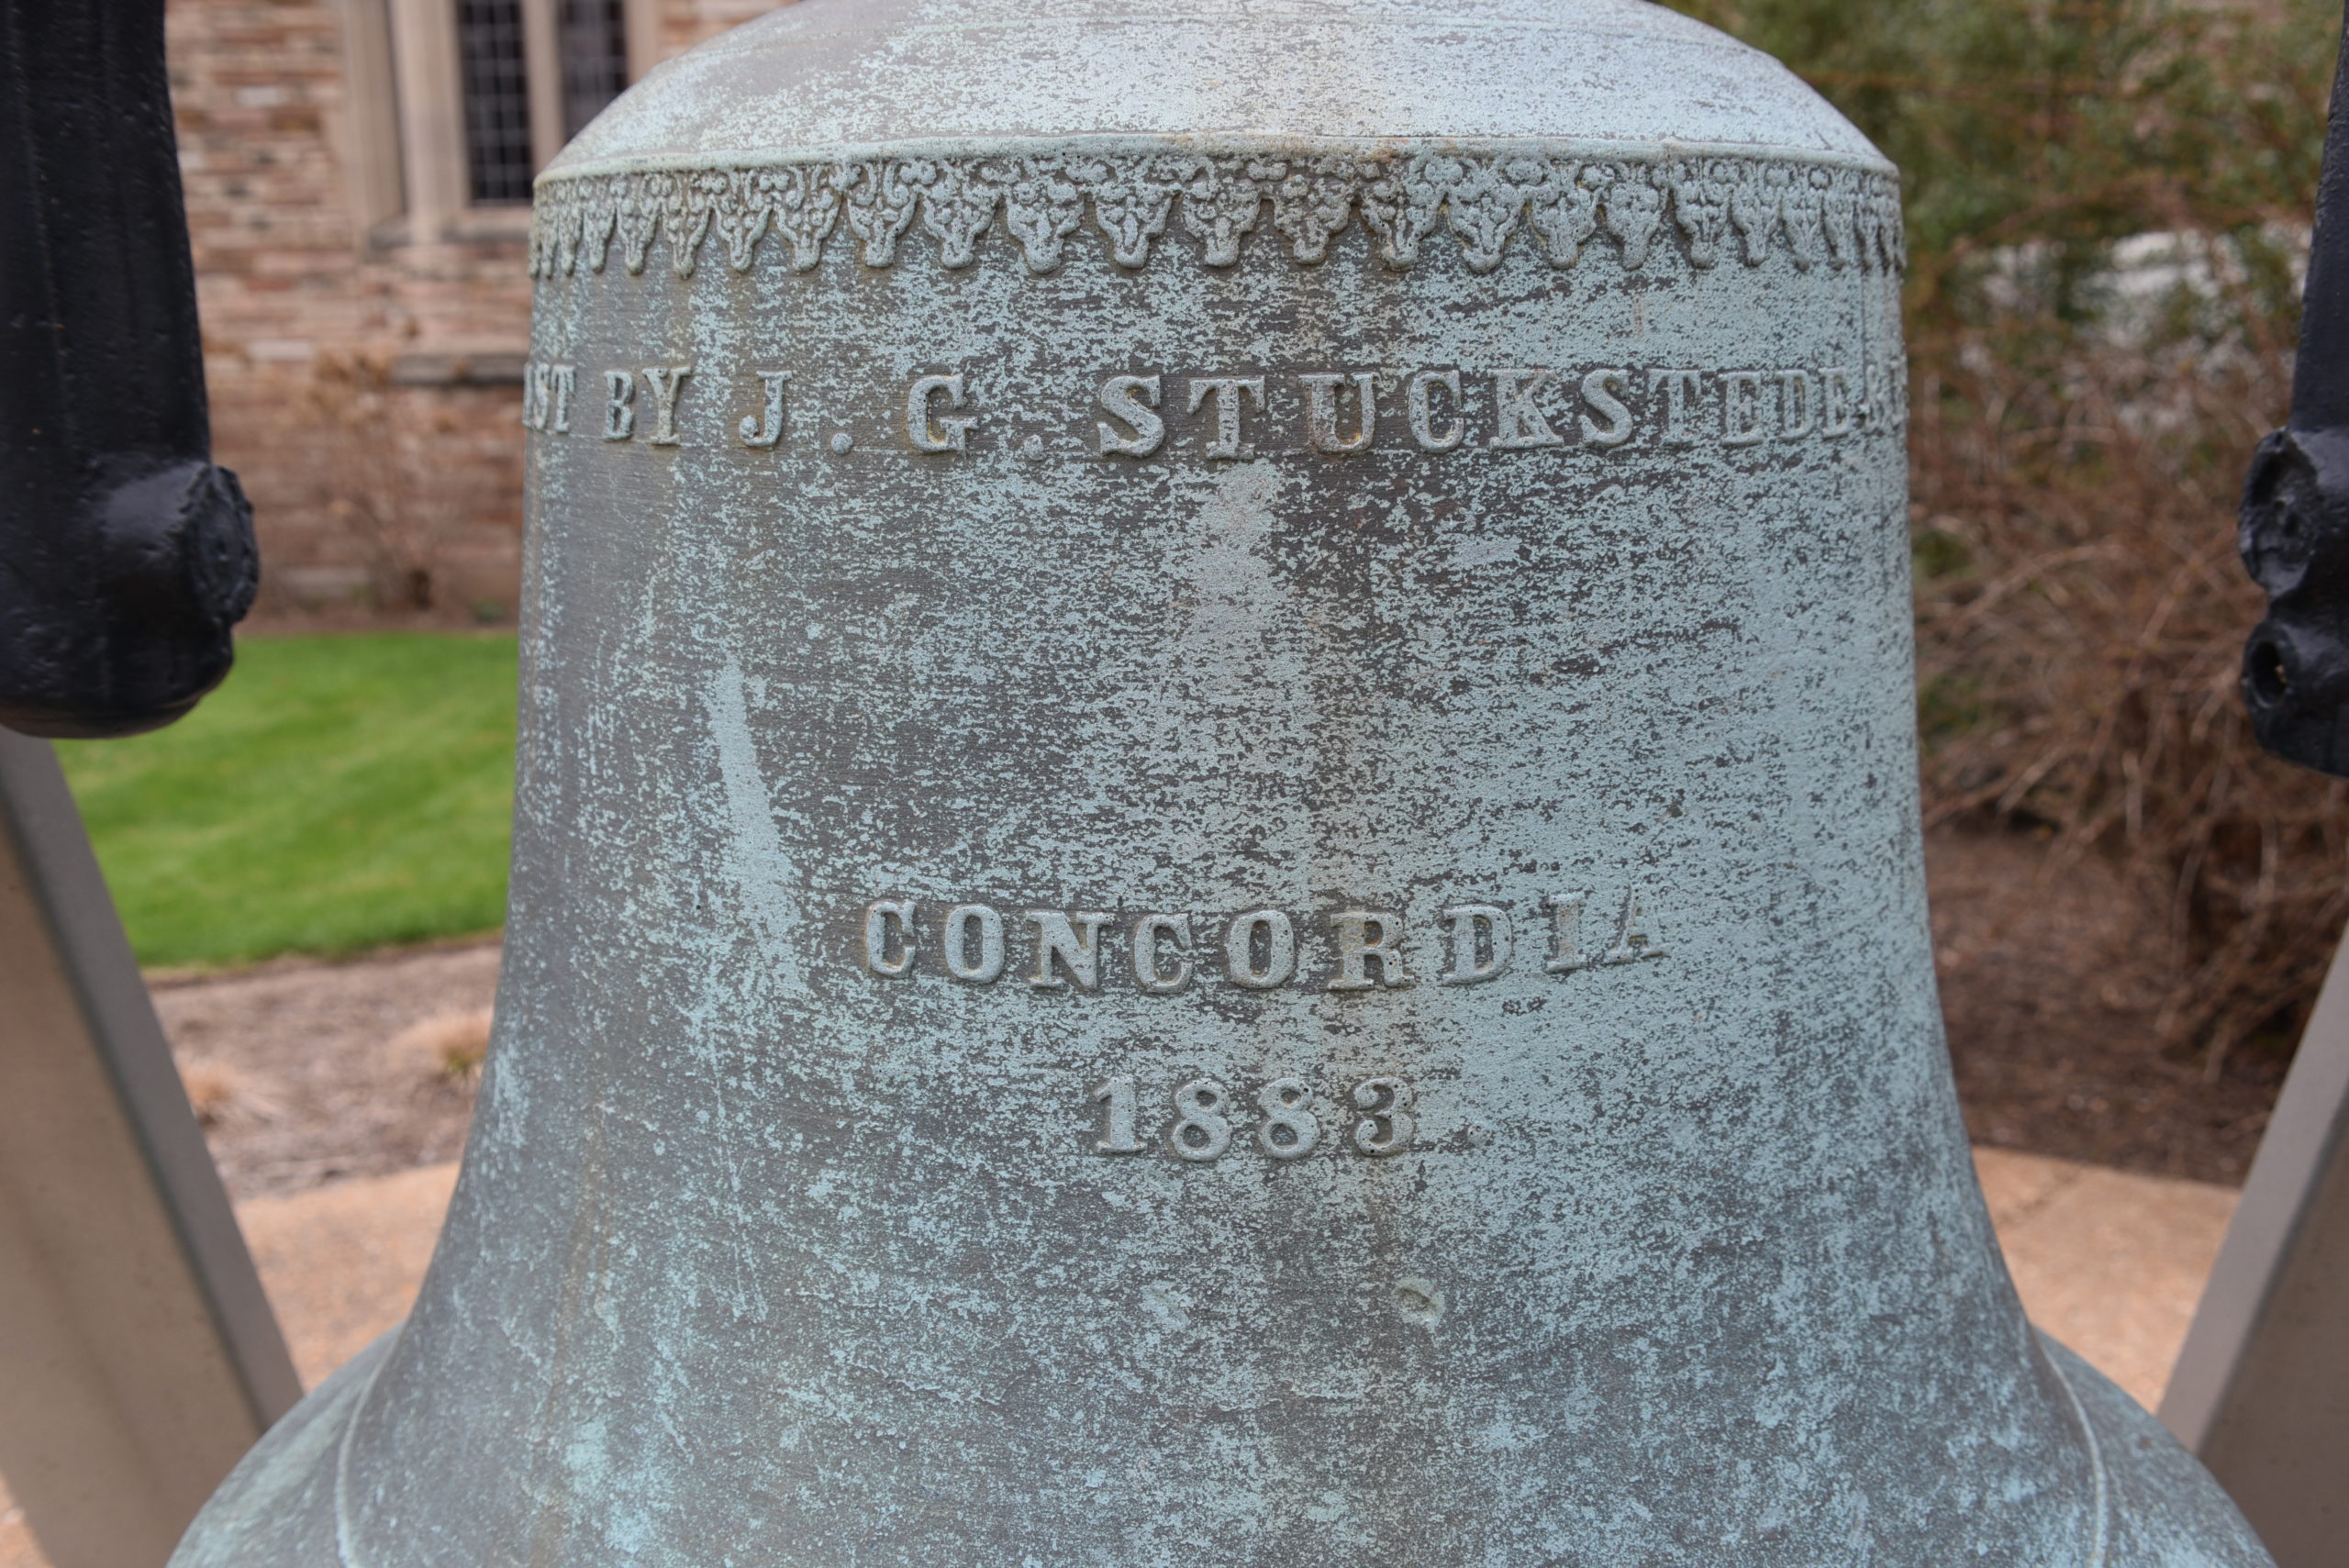 BY J. G. STUCKSTEDE
CONCORDIA
1883.